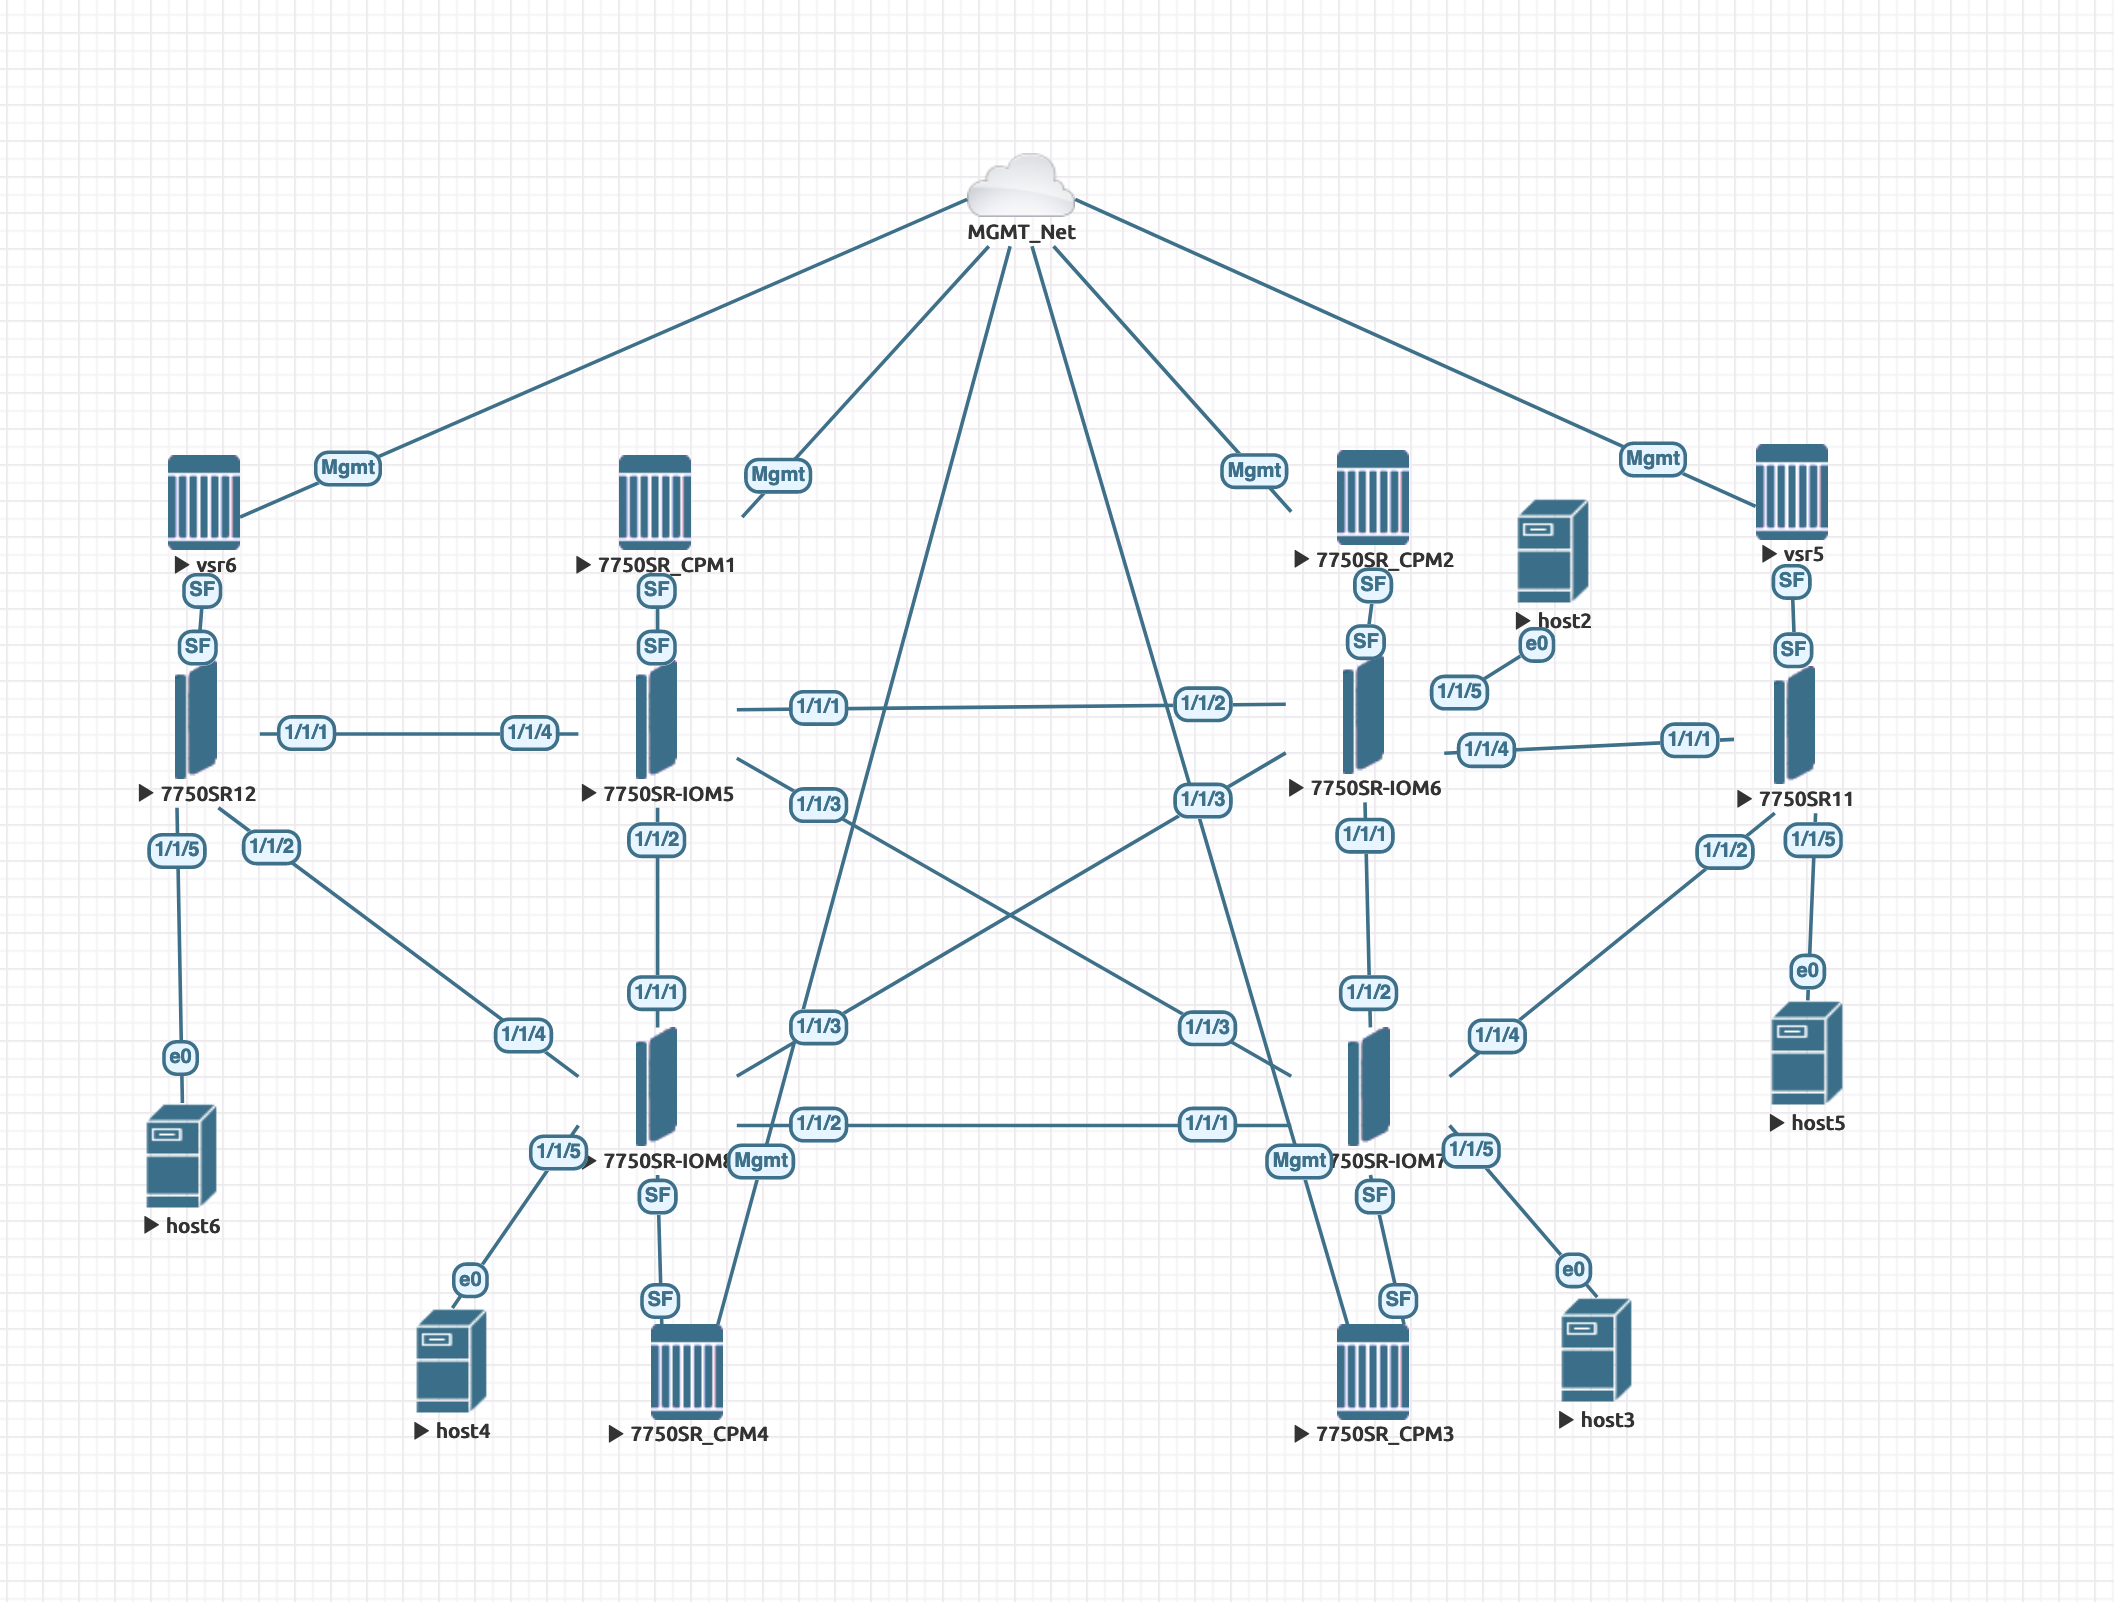 MGMT_Net
Mgmt
Mgmt
Mgmt
Mgmt
vsr6
7750SR_CPM1
7750SR_CPM2
vsr5
SF
SF
SF
SF
host2
e0
SF
SF
SF
SF
1/1/5
1/1/1
1/1/4
1/1/1
1/1/2
1/1/4
1/1/1
7750SR12
7750SR-IOM5
7750SR-IOM6
7750SR11
1/1/3
1/1/3
1/1/5
1/1/2
1/1/2
1/1/1
1/1/2
1/1/5
1/1/1
1/1/2
e0
1/1/4
1/1/3
1/1/3
1/1/4
e0
1/1/2
1/1/1
host5
1/1/5
7750SR-IOM8
Mgmt
Mgmt
750SR-IOM7
1/1/5
SF
SF
host6
e0
SF
SF
e0
host4
7750SR_CPM4
7750SR_CPM3
host3